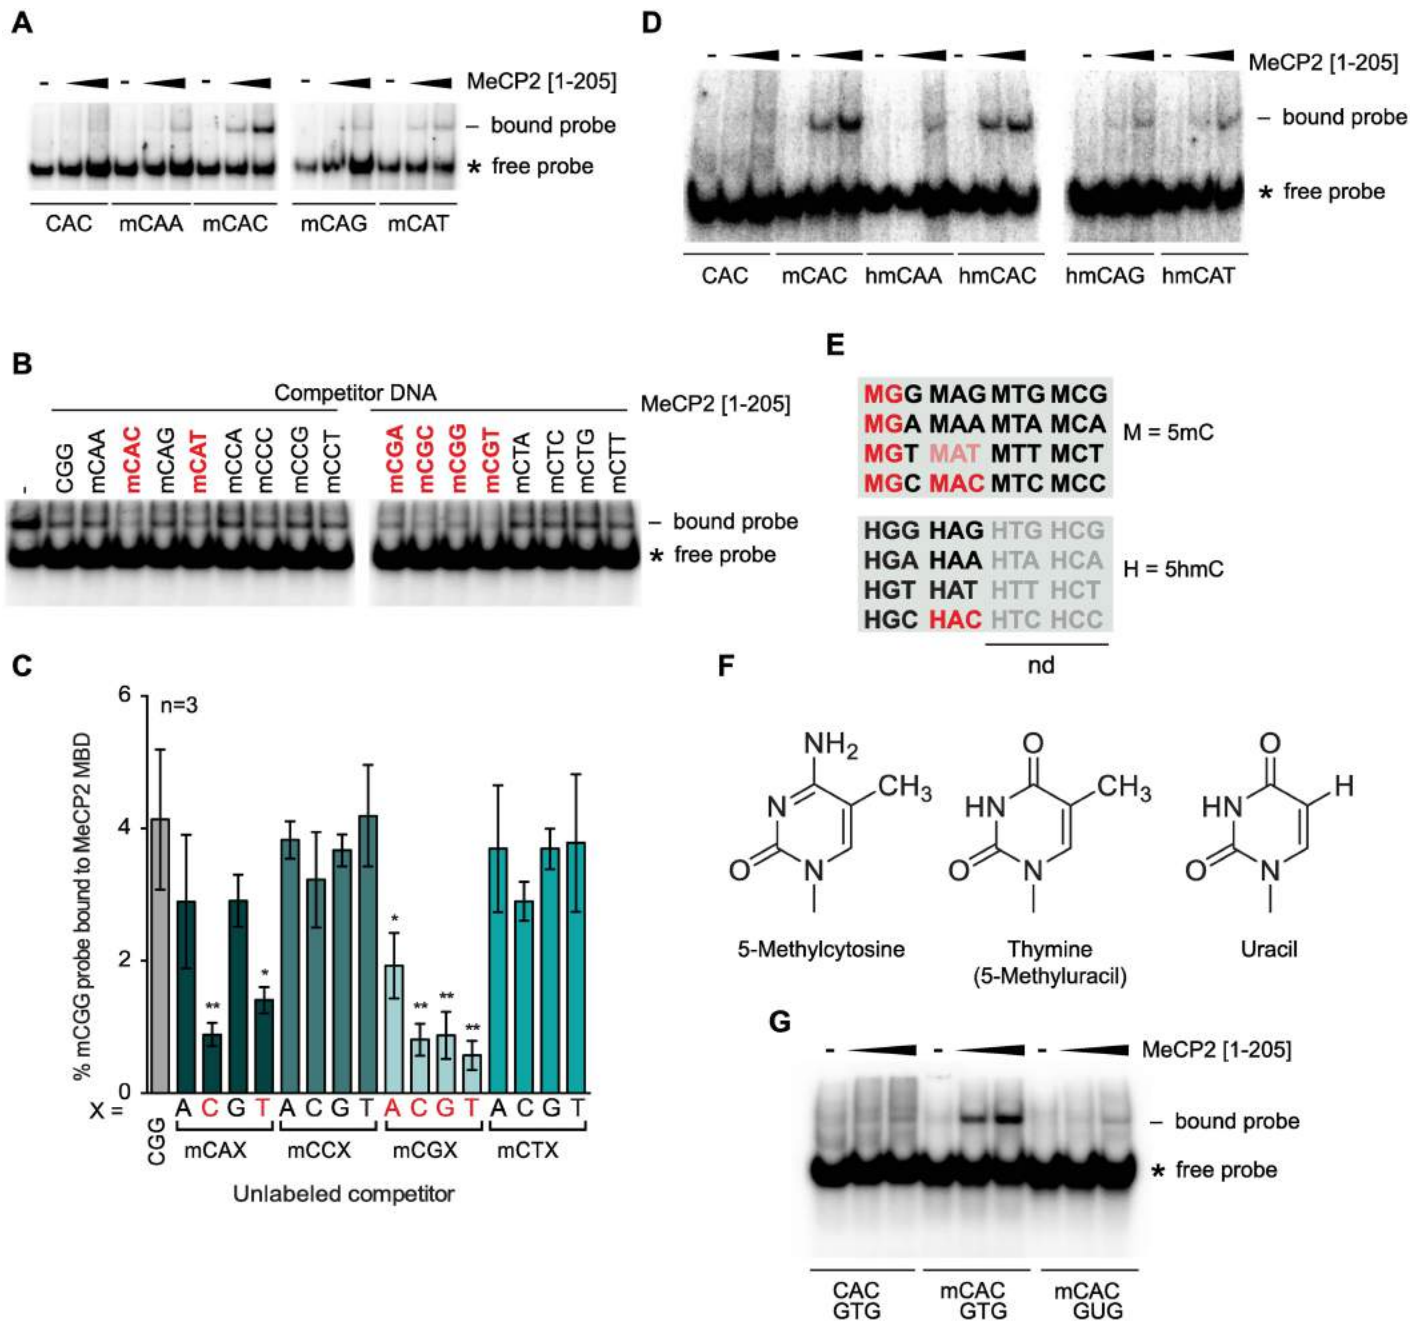 A
- - - - - MeCP2 [1-205]
– bound probe
* free probe
CAC mCAA mCAC mCAG mCAT
B
Competitor DNA
MeCP2 [1-205]
- CGG mCAA mCAC mCAG mCAT mCCA mCCC mCCG mCCT mCGA mCGC mCGG mCGT mCTA mCTC mCTG mCTT
– bound probe
* free probe
C
% mCGG probe bound to MeCP2 MBD
6
4
2
0
n=3
** * * ** ** **
X = A C G T A C G T A C G T A C G T
CGG mCAX mCCX mCGX mCTX
Unlabeled competitor
D
- - - - - - MeCP2 [1-205]
– bound probe
* free probe
CAC mCAC hmCAA hmCAC hmCAG hmCAT
E
MGG MAG MTG MCG
MGA MAA MTA MCA
MGT MAT MTT MCT
MGC MAC MTC MCC
M = 5mC
HGG HAG HTG HCG
HGA HAA HTA HCA
HGT HAT HTT HCT
HGC HAC HTC HCC
H = 5hmC
nd
F
NH2
CH3
N
O
N
5-Methylcytosine
O
CH3
HN
O
N
Thymine
(5-Methyluracil)
O
H
HN
O
N
Uracil
G
- - - MeCP2 [1-205]
– bound probe
* free probe
CAC mCAC mCAC
GTG GTG GUG